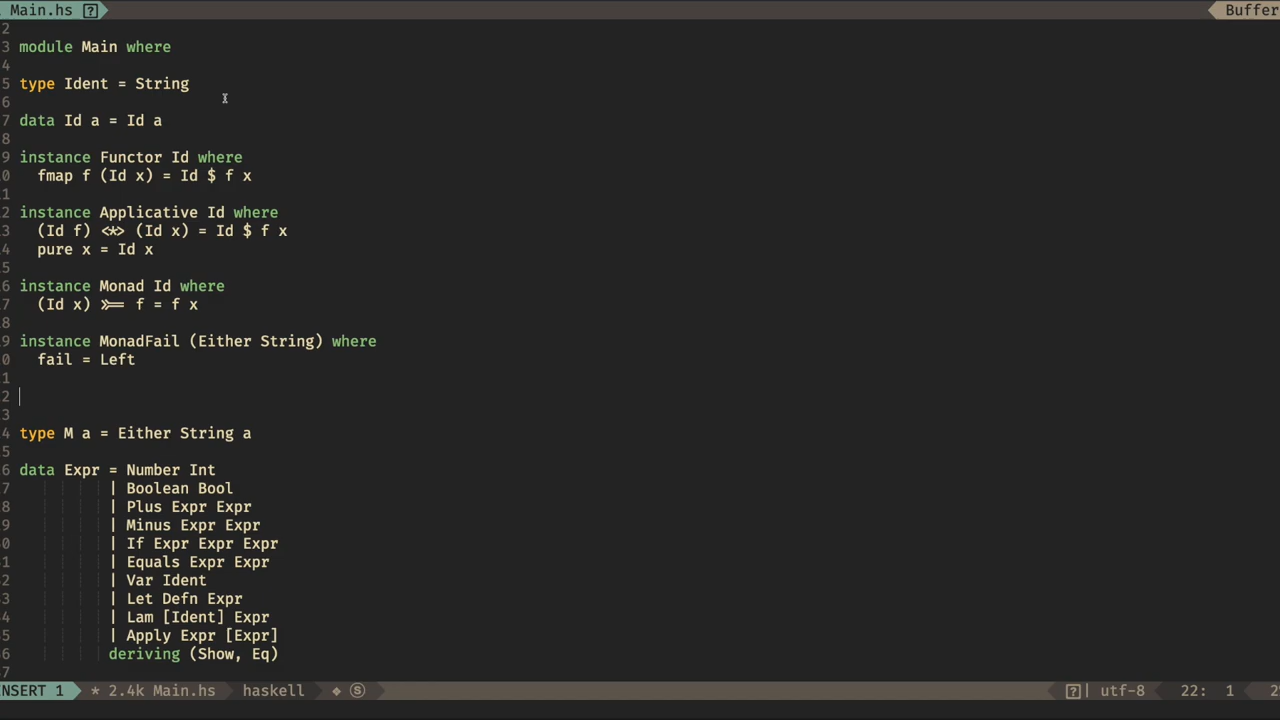 Main.hs [?] Buffer
2
3 module Main where
4
5 type Ident = String
6
7 data Id a = Id a
8
9 instance Functor Id where
0   fmap f (Id x) = Id $ f x
1
2 instance Applicative Id where
3   (Id f) <*> (Id x) = Id $ f x
4   pure x = Id x
5
6 instance Monad Id where
7   (Id x) >>= f = f x
8
9 instance MonadFail (Either String) where
0   fail = Left
1
2
3
4 type M a = Either String a
5
6 data Expr = Number Int
7           | Boolean Bool
8           | Plus Expr Expr
9           | Minus Expr Expr
0           | If Expr Expr Expr
1           | Equals Expr Expr
2           | Var Ident
3           | Let Defn Expr
4           | Lam [Ident] Expr
5           | Apply Expr [Expr]
6           deriving (Show, Eq)
7
INSERT 1 * 2.4k Main.hs haskell ❖ Ⓢ [?]| utf-8 22: 1